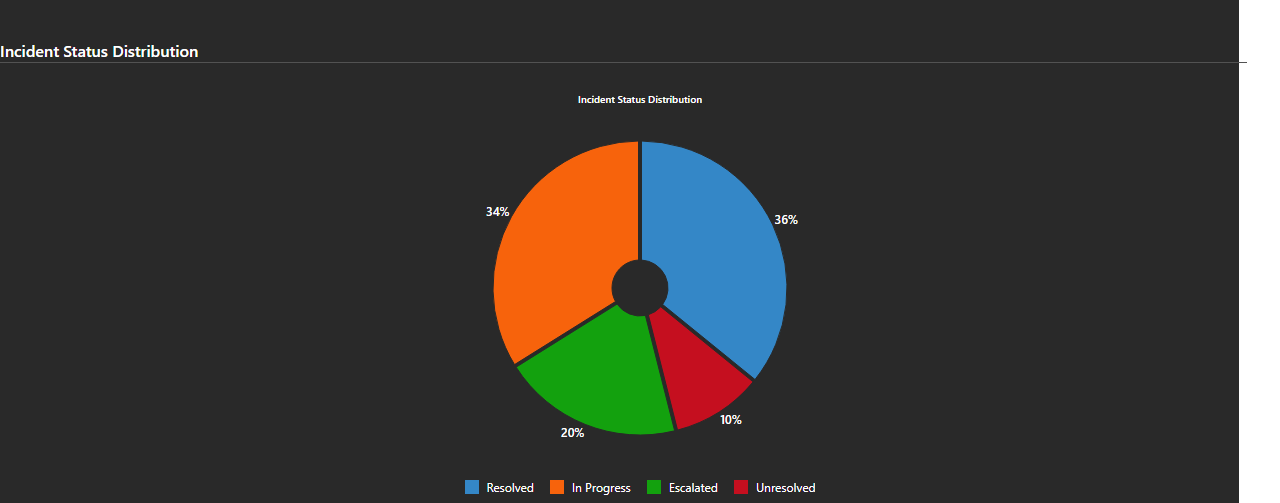 Incident Status Distribution
Incident Status Distribution
34%
36%
10%
20%
Resolved In Progress Escalated Unresolved